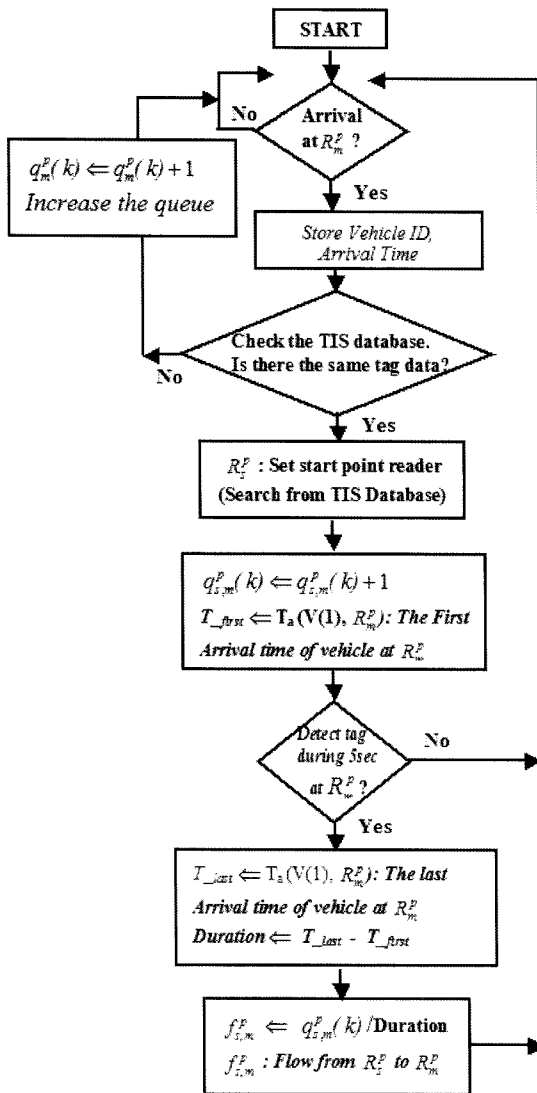 START
Arrival
at R_m^p ?
No
Yes
q_m^p(k) ⇐ q_m^p(k) + 1
Increase the queue
Store Vehicle ID,
Arrival Time
Check the TIS database.
Is there the same tag data?
No
Yes
R_s^p : Set start point reader
(Search from TIS Database)
q_{s,m}^p(k) ⇐ q_{s,m}^p(k) + 1
T_first ⇐ T_a(V(1), R_m^p): The First
Arrival time of vehicle at R_m^p
Detect tag
during 5sec
at R_m^p ?
No
Yes
T_last ⇐ T_a(V(1), R_m^p): The last
Arrival time of vehicle at R_m^p
Duration ⇐ T_last - T_first
f_{s,m}^p ⇐ q_{s,m}^p(k) /Duration
f_{s,m}^p : Flow from R_s^p to R_m^p